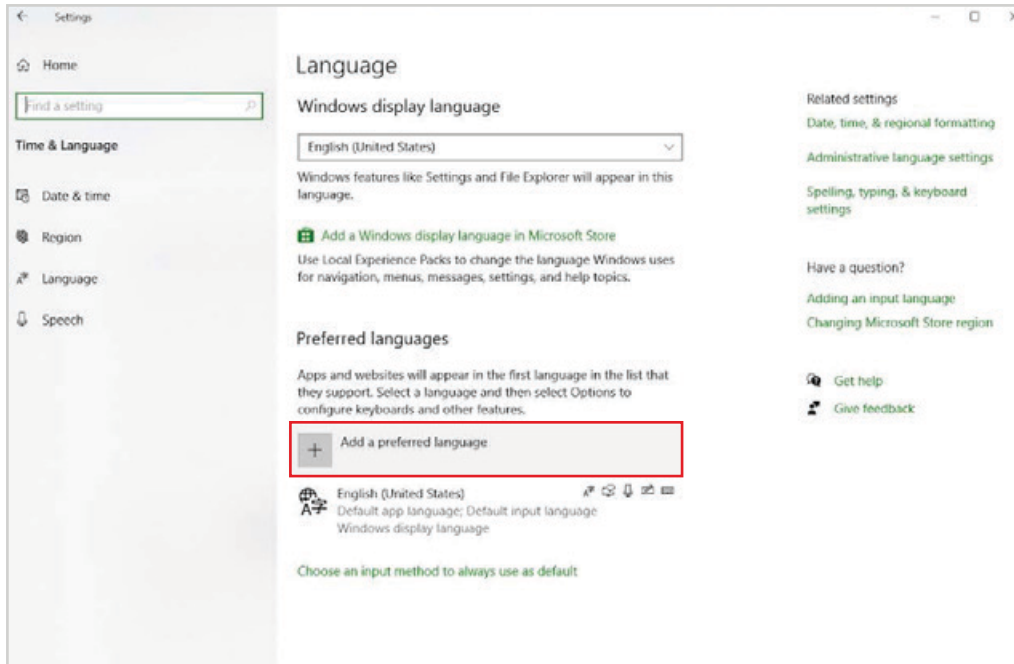 Settings
Home
Find a setting
Time & Language
Date & time
Region
Language
Speech
Language
Windows display language
English (United States)
Windows features like Settings and File Explorer will appear in this
language.
Add a Windows display language in Microsoft Store
Use Local Experience Packs to change the language Windows uses
for navigation, menus, messages, settings, and help topics.
Preferred languages
Apps and websites will appear in the first language in the list that
they support. Select a language and then select Options to
configure keyboards and other features.
Add a preferred language
English (United States)
Default app language; Default input language
Windows display language
Choose an input method to always use as default
Related settings
Date, time, & regional formatting
Administrative language settings
Spelling, typing, & keyboard
settings
Have a question?
Adding an input language
Changing Microsoft Store region
Get help
Give feedback